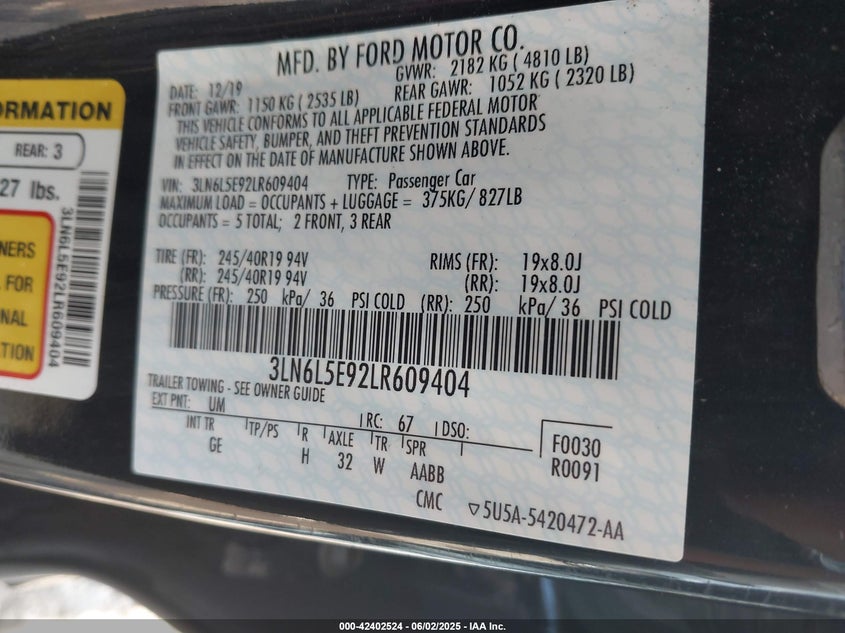 MFD. BY FORD MOTOR CO.
DATE: 12/19 GVWR: 2182 KG ( 4810 LB)
FRONT GAWR: 1150 KG ( 2535 LB) REAR GAWR: 1052 KG ( 2320 LB)
THIS VEHICLE CONFORMS TO ALL APPLICABLE FEDERAL MOTOR
VEHICLE SAFETY, BUMPER, AND THEFT PREVENTION STANDARDS
IN EFFECT ON THE DATE OF MANUFACTURE SHOWN ABOVE.
VIN: 3LN6L5E92LR609404 TYPE: Passenger Car
MAXIMUM LOAD = OCCUPANTS + LUGGAGE = 375KG/ 827LB
OCCUPANTS = 5 TOTAL; 2 FRONT, 3 REAR
TIRE (FR): 245/40R19 94V RIMS (FR): 19x8.0J
(RR): 245/40R19 94V (RR): 19x8.0J
PRESSURE (FR): 250 kPa/ 36 PSI COLD (RR): 250 kPa/ 36 PSI COLD
3LN6L5E92LR609404
TRAILER TOWING - SEE OWNER GUIDE
EXT PNT: UM RC: 67 DSO:
INT TR TP/PS R AXLE TR SPR
GE H 32 W AABB
F0030
R0091
CMC ▽5U5A-5420472-AA
ORMATION
REAR: 3
27 lbs.
NERS
FOR
ONAL
TION
3LN6L5E92LR609404
000-42402524 | 06/02/2025 - IAA Inc.